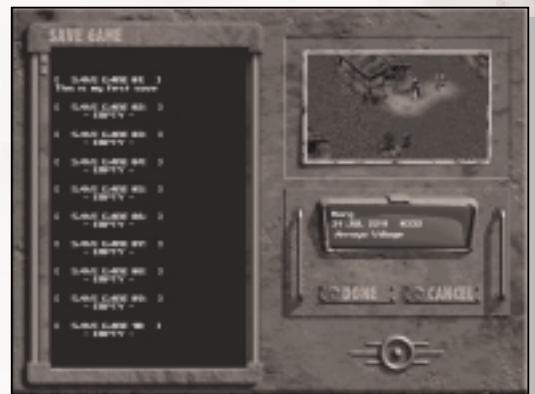 SAVE GAME
[ SAVE GAME 01: ]
This is my first save
[ SAVE GAME 02: ]
- EMPTY -
[ SAVE GAME 03: ]
- EMPTY -
[ SAVE GAME 04: ]
- EMPTY -
[ SAVE GAME 05: ]
- EMPTY -
[ SAVE GAME 06: ]
- EMPTY -
[ SAVE GAME 07: ]
- EMPTY -
[ SAVE GAME 08: ]
- EMPTY -
[ SAVE GAME 09: ]
- EMPTY -
[ SAVE GAME 10: ]
- EMPTY -
JUL
Village
DONE
CANCEL